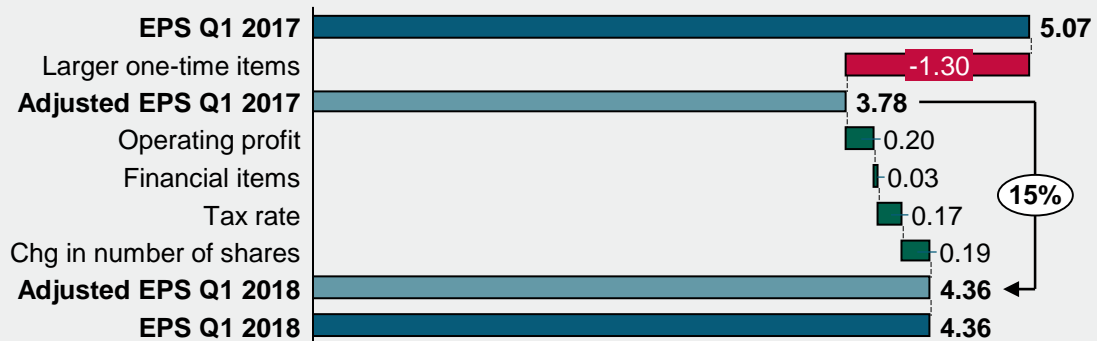 EPS Q1 2017 5.07
Larger one-time items -1.30
Adjusted EPS Q1 2017 3.78
Operating profit 0.20
Financial items 0.03
15%
Tax rate 0.17
Chg in number of shares 0.19
Adjusted EPS Q1 2018 4.36
EPS Q1 2018 4.36